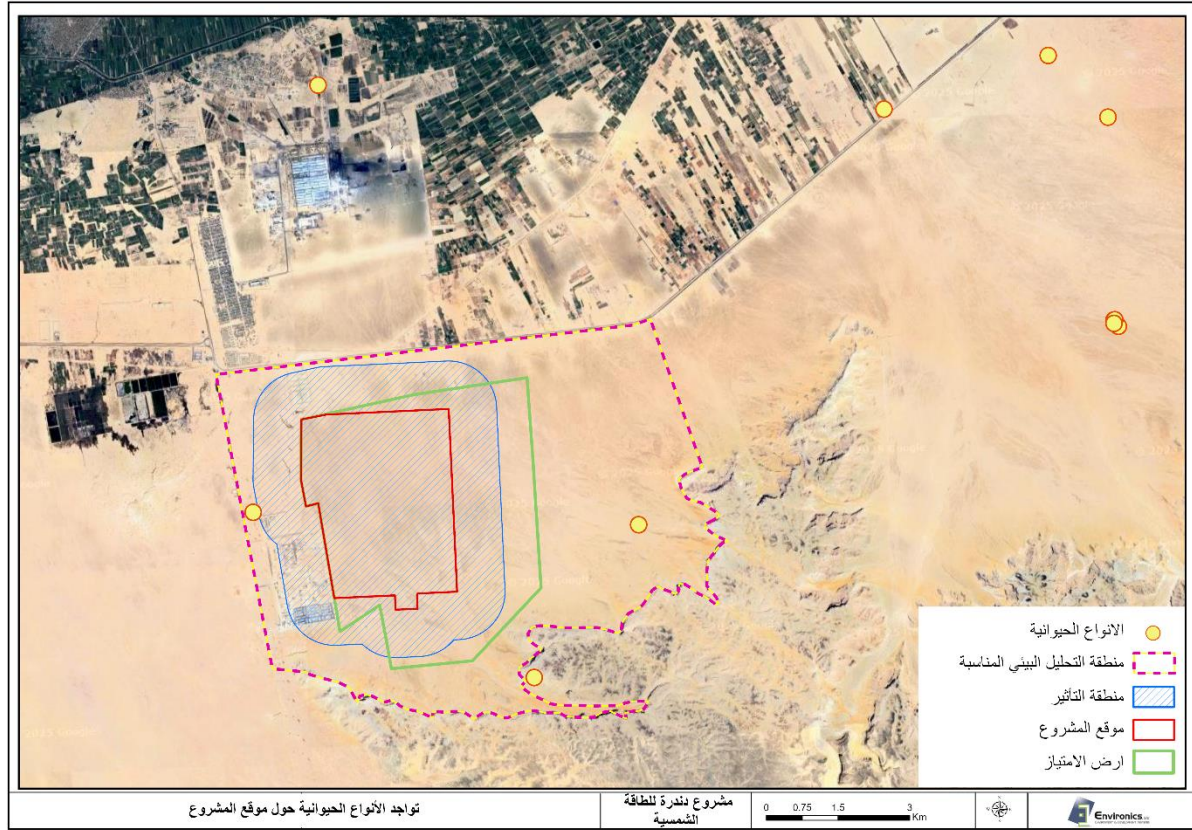 الانواع الحيوانية
منطقة التحليل البيئي المناسبة
منطقة التأثير
موقع المشروع
ارض الامتياز
تواجد الأنواع الحيوانية حول موقع المشروع
مشروع دندرة للطاقة
الشمسية
0 0.75 1.5 3
Km
Environics